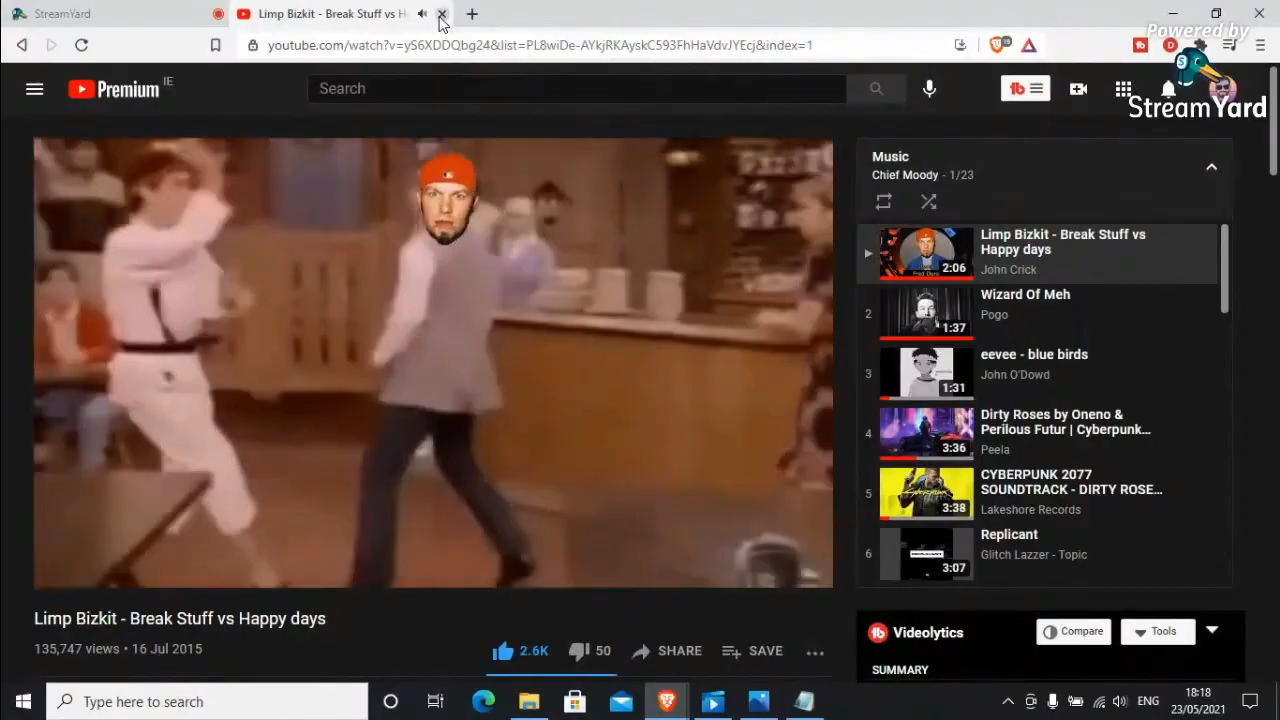 StreamYard
Limp Bizkit - Break Stuff vs H
Powered by
youtube.com/watch?v=yS6XDDQbg24&list=PL8wiDe-AYkjRKAyskC593FhHaVdvJYEcj&index=1
StreamYard
Premium IE
Search
Music
Chief Moody - 1/23
Limp Bizkit - Break Stuff vs
Happy days
John Crick
2:06
2
Wizard Of Meh
Pogo
1:37
3
eevee - blue birds
John O'Dowd
1:31
4
Dirty Roses by Oneno &
Perilous Futur | Cyberpunk...
Peela
3:36
5
CYBERPUNK 2077
SOUNDTRACK - DIRTY ROSE...
Lakeshore Records
3:38
6
Replicant
Glitch Lazzer - Topic
3:07
Limp Bizkit - Break Stuff vs Happy days
135,747 views • 16 Jul 2015
2.6K
50
SHARE
SAVE
Videolytics
Compare
Tools
SUMMARY
Type here to search
ENG
18:18
23/05/2021